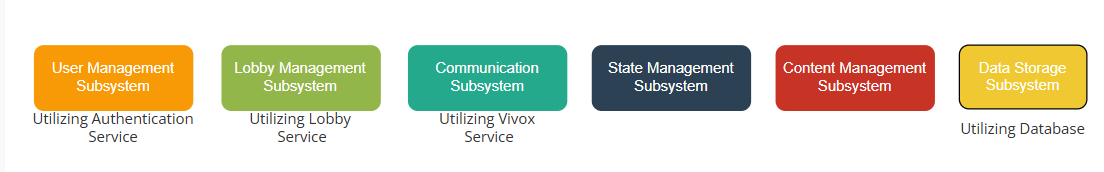 User Management
Subsystem
Utilizing Authentication
Service
Lobby Management
Subsystem
Utilizing Lobby
Service
Communication
Subsystem
Utilizing Vivox
Service
State Management
Subsystem
Content Management
Subsystem
Data Storage
Subsystem
Utilizing Database